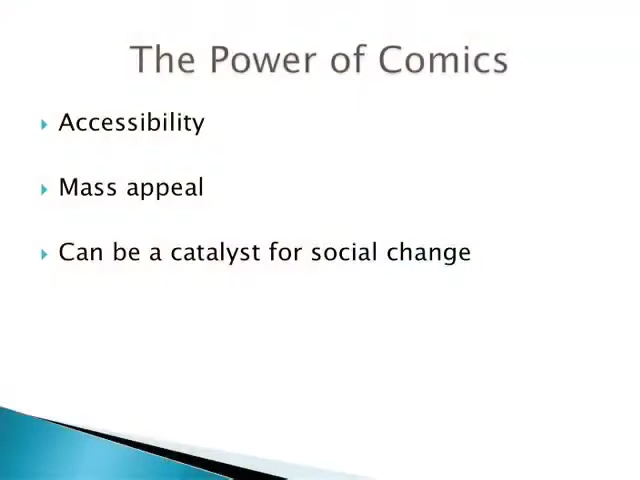 The Power of Comics
Accessibility
Mass appeal
Can be a catalyst for social change